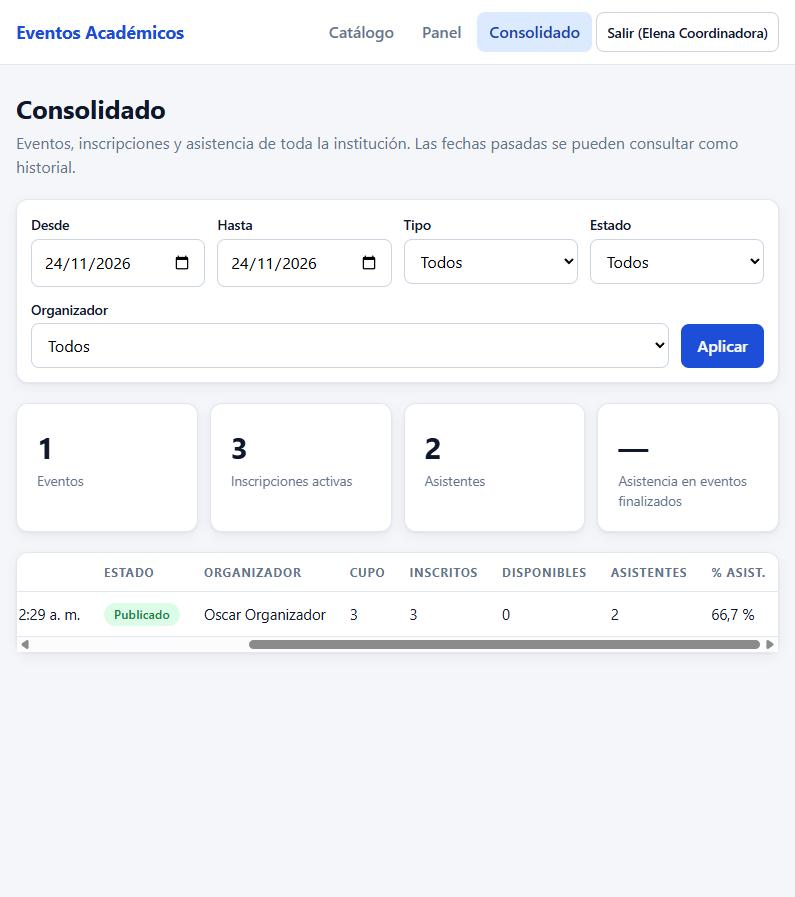 Eventos Académicos
Catálogo
Panel
Consolidado
Salir (Elena Coordinadora)
Consolidado
Eventos, inscripciones y asistencia de toda la institución. Las fechas pasadas se pueden consultar como
historial.
Desde
Hasta
Tipo
Estado
24/11/2026
24/11/2026
Todos
Todos
Organizador
Todos
Aplicar
1
Eventos
3
Inscripciones activas
2
Asistentes
—
Asistencia en eventos
finalizados
ESTADO ORGANIZADOR CUPO INSCRITOS DISPONIBLES ASISTENTES % ASIST.
2:29 a. m. Publicado Oscar Organizador 3 3 0 2 66,7 %